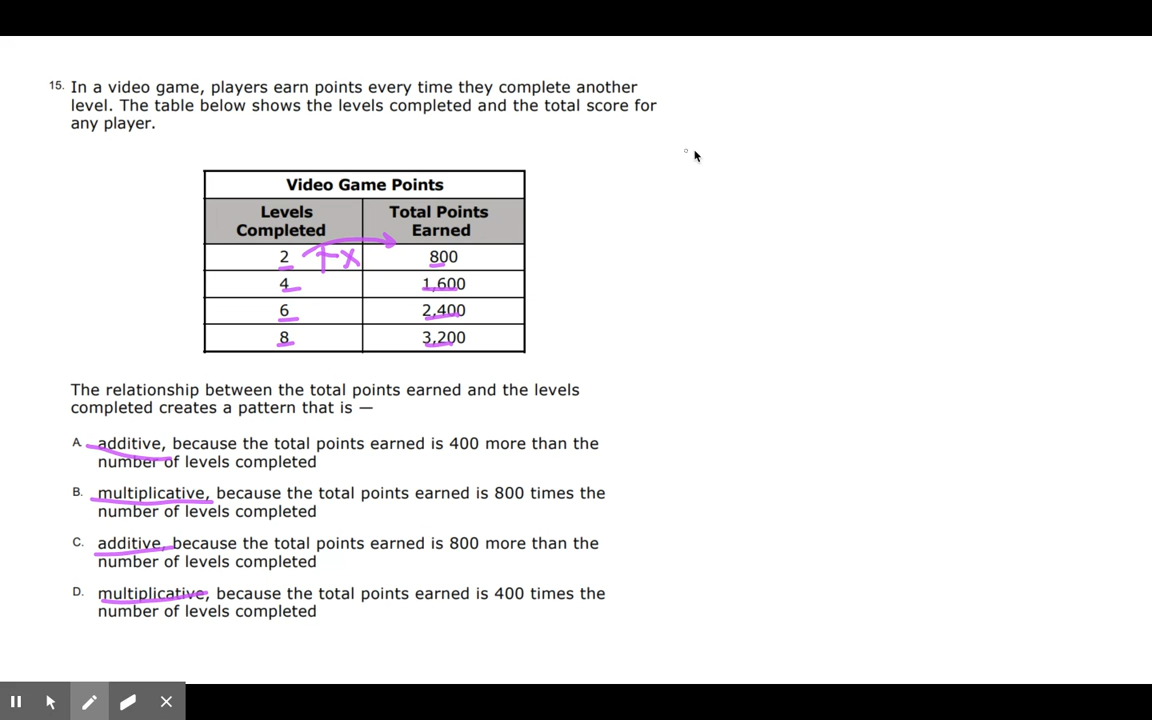 15. In a video game, players earn points every time they complete another
level. The table below shows the levels completed and the total score for
any player.
Video Game Points
Levels Completed Total Points Earned
2 + x 800
4 1,600
6 2,400
8 3,200
The relationship between the total points earned and the levels
completed creates a pattern that is —
A. additive, because the total points earned is 400 more than the
number of levels completed
B. multiplicative, because the total points earned is 800 times the
number of levels completed
C. additive, because the total points earned is 800 more than the
number of levels completed
D. multiplicative, because the total points earned is 400 times the
number of levels completed